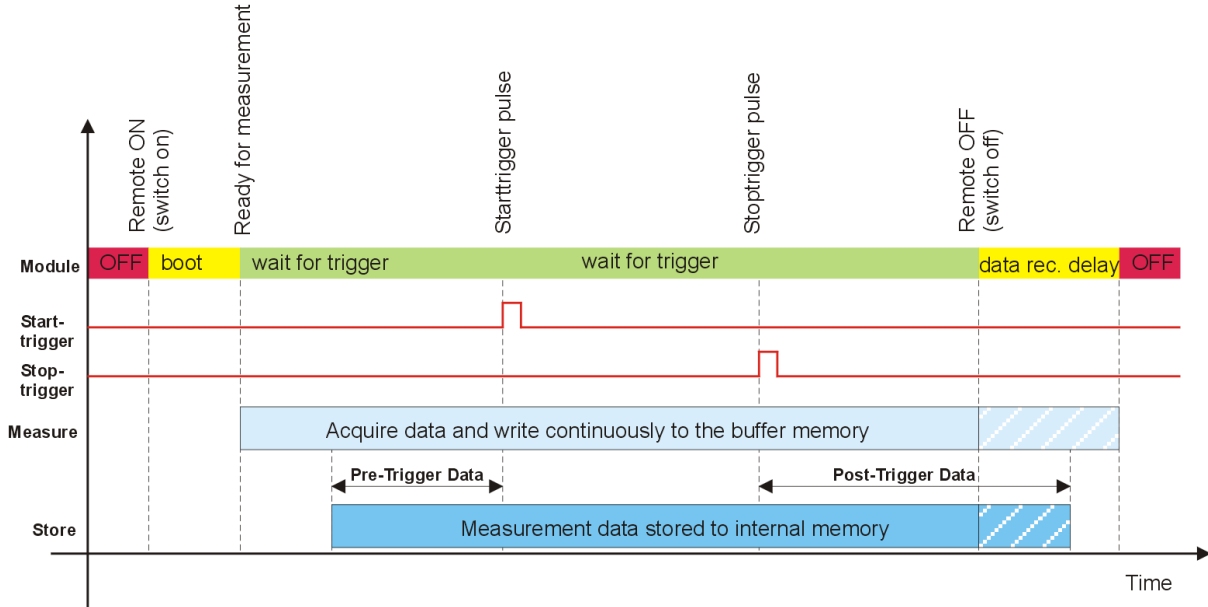 Remote ON
(switch on)
Ready for measurement
Starttrigger pulse
Stoptrigger pulse
Remote OFF
(switch off)
Module
OFF
boot
wait for trigger
wait for trigger
data rec. delay
OFF
Start-
trigger
Stop-
trigger
Measure
Acquire data and write continuously to the buffer memory
Pre-Trigger Data
Post-Trigger Data
Store
Measurement data stored to internal memory
Time